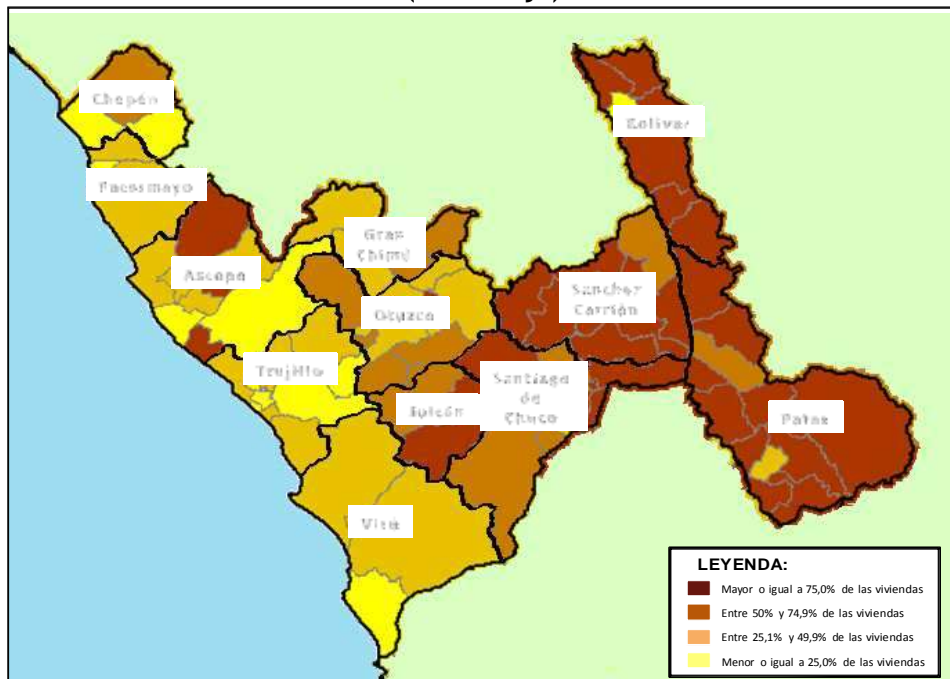 Chepén
Pacasmayo
Ascope
Gran
Chimú
Otuzco
Trujillo
Julcán
Santiago
de
Chuco
Sanchez
Carrión
Bolivar
Pataz
Virú
LEYENDA:
Mayor o igual a 75,0% de las viviendas
Entre 50% y 74,9% de las viviendas
Entre 25,1% y 49,9% de las viviendas
Menor o igual a 25,0% de las viviendas